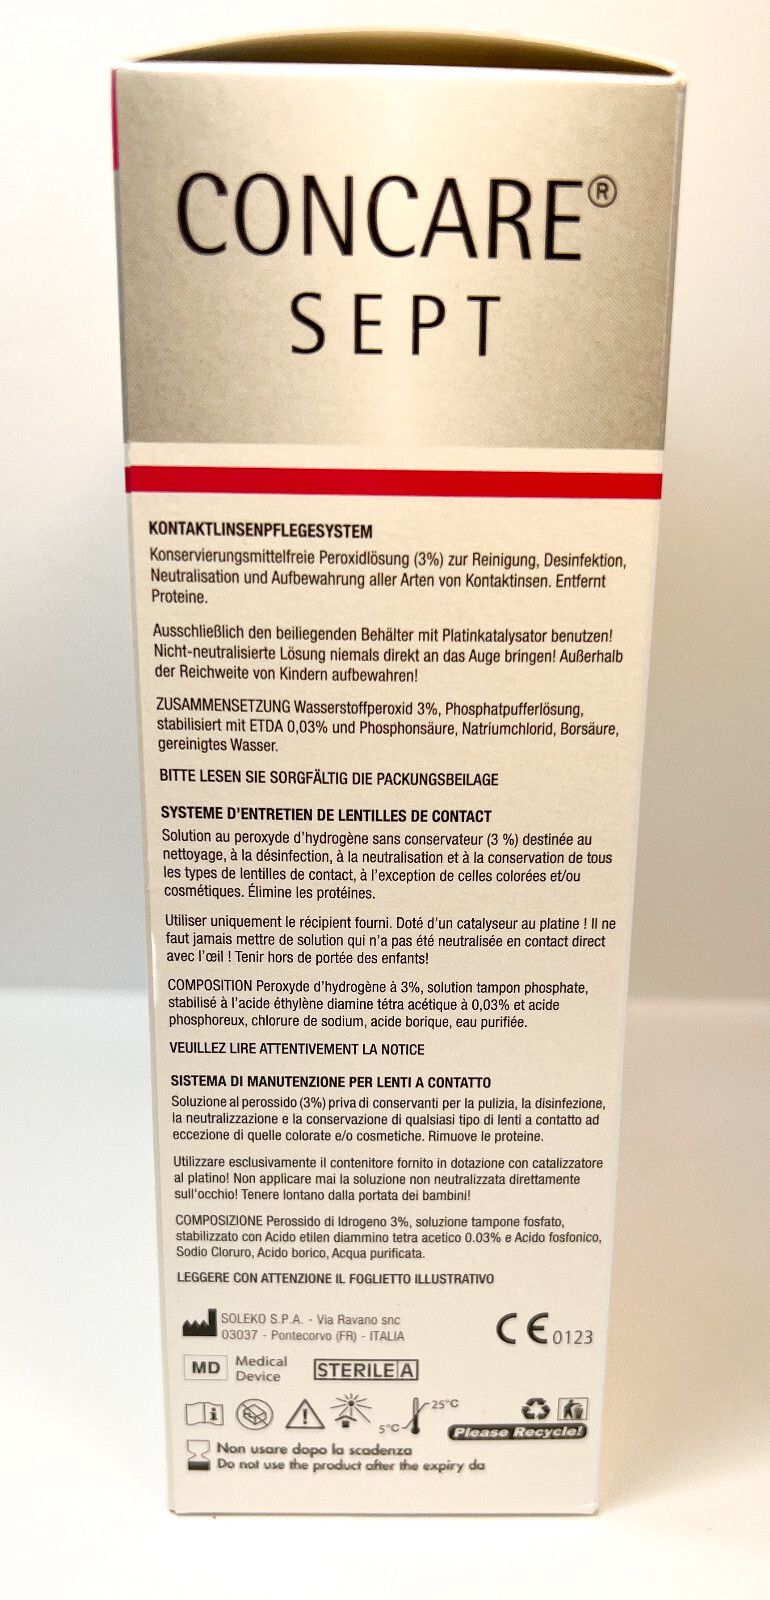 CONCARE®
SEPT
KONTAKTLINSENPFLEGESYSTEM
Konservierungsmittelfreie Peroxidlösung (3%) zur Reinigung, Desinfektion,
Neutralisation und Aufbewahrung aller Arten von Kontaktinsen. Entfernt
Proteine.
Ausschließlich den beiliegenden Behälter mit Platinkatalysator benutzen!
Nicht-neutralisierte Lösung niemals direkt an das Auge bringen! Außerhalb
der Reichweite von Kindern aufbewahren!
ZUSAMMENSETZUNG Wasserstoffperoxid 3%, Phosphatpufferlösung,
stabilisiert mit ETDA 0,03% und Phosphonsäure, Natriumchlorid, Borsäure,
gereinigtes Wasser.
BITTE LESEN SIE SORGFÄLTIG DIE PACKUNGSBEILAGE
SYSTEME D'ENTRETIEN DE LENTILLES DE CONTACT
Solution au peroxyde d'hydrogène sans conservateur (3 %) destinée au
nettoyage, à la désinfection, à la neutralisation et à la conservation de tous
les types de lentilles de contact, à l'exception de celles colorées et/ou
cosmétiques. Élimine les protéines.
Utiliser uniquement le récipient fourni. Doté d'un catalyseur au platine ! Il ne
faut jamais mettre de solution qui n'a pas été neutralisée en contact direct
avec l'œil ! Tenir hors de portée des enfants!
COMPOSITION Peroxyde d'hydrogène à 3%, solution tampon phosphate,
stabilisé à l'acide éthylène diamine tétra acétique à 0,03% et acide
phosphoreux, chlorure de sodium, acide borique, eau purifiée.
VEUILLEZ LIRE ATTENTIVEMENT LA NOTICE
SISTEMA DI MANUTENZIONE PER LENTI A CONTATTO
Soluzione al perossido (3%) priva di conservanti per la pulizia, la disinfezione,
la neutralizzazione e la conservazione di qualsiasi tipo di lenti a contatto ad
eccezione di quelle colorate e/o cosmetiche. Rimuove le proteine.
Utilizzare esclusivamente il contenitore fornito in dotazione con catalizzatore
al platino! Non applicare mai la soluzione non neutralizzata direttamente
sull'occhio! Tenere lontano dalla portata dei bambini!
COMPOSIZIONE Perossido di Idrogeno 3%, soluzione tampone fosfato,
stabilizzato con Acido etilen diammino tetra acetico 0.03% e Acido fosfonico,
Sodio Cloruro, Acido borico, Acqua purificata.
LEGGERE CON ATTENZIONE IL FOGLIETTO ILLUSTRATIVO
SOLEKO S.P.A. - Via Ravano snc
03037 - Pontecorvo (FR) - ITALIA
CE 0123
MD Medical
Device
STERILE A
5°C 25°C
Please Recycle!
Non usare dopo la scadenza
Do not use the product after the expiry da